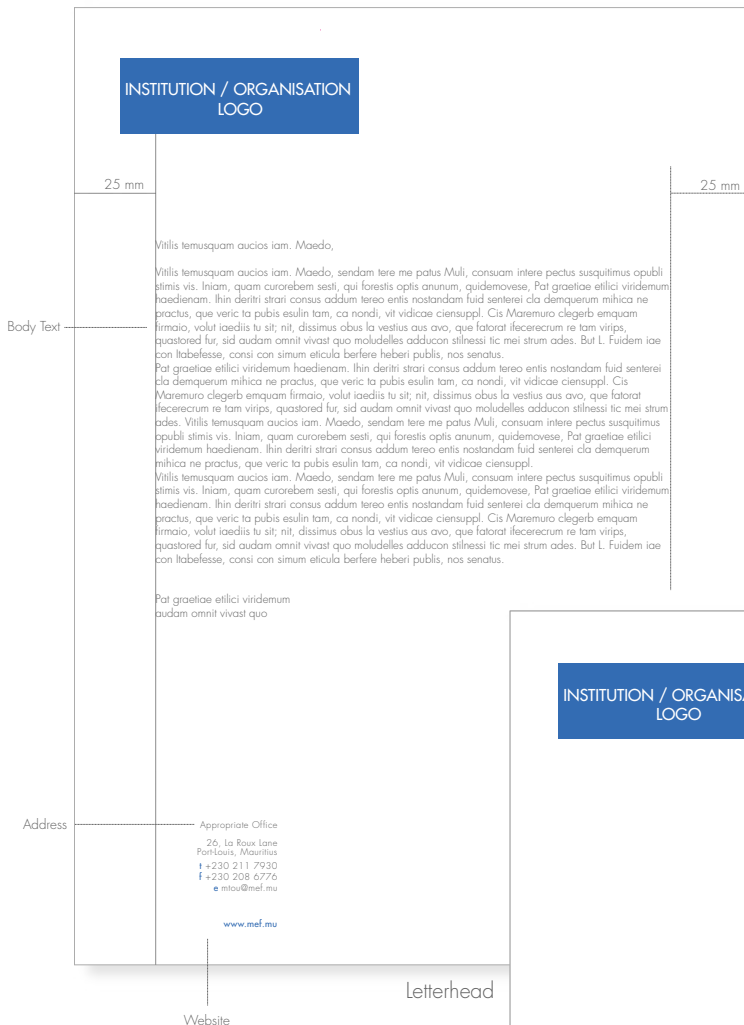 INSTITUTION / ORGANISATION
LOGO
25 mm
25 mm
Vitilis temusquam aucios iam. Maedo,
Vitilis temusquam aucios iam. Maedo, sendam tere me patus Muli, consuam intere pectus susquitimus opubli
stimis vis. Iniam, quam curorebem sesti, qui forestis optis anunum, quidemovese, Pat graetiae etilici viridemum
haedienam. Ihin deritri strari consus addum tereo entis nostandam fuid senterei cla demquerum mihica ne
practus, que veric ta pubis esulin tam, ca nondi, vit vidicae ciensuppl. Cis Maremuro clegerb emquam
Body Text
firmaio, volut iaediis tu sit; nit, dissimus obus la vestius aus avo, que fatorat ifecerecrum re tam virips,
quastored fur, sid audam omnit vivast quo moludelles adducon stilnessi tic mei strum ades. But L. Fuidem iae
con Itabefesse, consi con simum eticula berfere heberi publis, nos senatus.
Pat graetiae etilici viridemum haedienam. Ihin deritri strari consus addum tereo entis nostandam fuid senterei
cla demquerum mihica ne practus, que veric ta pubis esulin tam, ca nondi, vit vidicae ciensuppl. Cis
Maremuro clegerb emquam firmaio, volut iaediis tu sit; nit, dissimus obus la vestius aus avo, que fatorat
ifecerecrum re tam virips, quastored fur, sid audam omnit vivast quo moludelles adducon stilnessi tic mei strum
ades. Vitilis temusquam aucios iam. Maedo, sendam tere me patus Muli, consuam intere pectus susquitimus
opubli stimis vis. Iniam, quam curorebem sesti, qui forestis optis anunum, quidemovese, Pat graetiae etilici
viridemum haedienam. Ihin deritri strari consus addum tereo entis nostandam fuid senterei cla demquerum
mihica ne practus, que veric ta pubis esulin tam, ca nondi, vit vidicae ciensuppl.
Vitilis temusquam aucios iam. Maedo, sendam tere me patus Muli, consuam intere pectus susquitimus opubli
stimis vis. Iniam, quam curorebem sesti, qui forestis optis anunum, quidemovese, Pat graetiae etilici viridemum
haedienam. Ihin deritri strari consus addum tereo entis nostandam fuid senterei cla demquerum mihica ne
practus, que veric ta pubis esulin tam, ca nondi, vit vidicae ciensuppl. Cis Maremuro clegerb emquam
firmaio, volut iaediis tu sit; nit, dissimus obus la vestius aus avo, que fatorat ifecerecrum re tam virips,
quastored fur, sid audam omnit vivast quo moludelles adducon stilnessi tic mei strum ades. But L. Fuidem iae
con Itabefesse, consi con simum eticula berfere heberi publis, nos senatus.
Pat graetiae etilici viridemum
audam omnit vivast quo
INSTITUTION / ORGANISA
LOGO
Address
Appropriate Office
26, La Roux Lane
Port-Louis, Mauritius
t +230 211 7930
f +230 208 6776
e mtou@mef.mu
www.mef.mu
Letterhead
Website